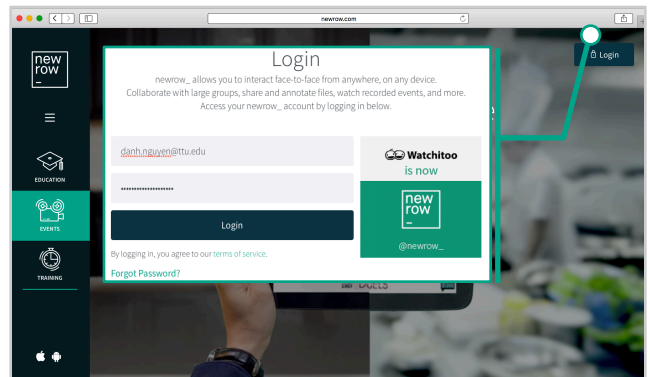 newrow.com
new
row
–
Login
Login
newrow_ allows you to interact face-to-face from anywhere, on any device.
Collaborate with large groups, share and annotate files, watch recorded events, and more.
Access your newrow_ account by logging in below.
danh.nguyen@ttu.edu
••••••••••••••••••••
Login
By logging in, you agree to our terms of service.
Forgot Password?
Watchitoo
is now
new
row
–
@newrow_
EDUCATION
EVENTS
TRAINING